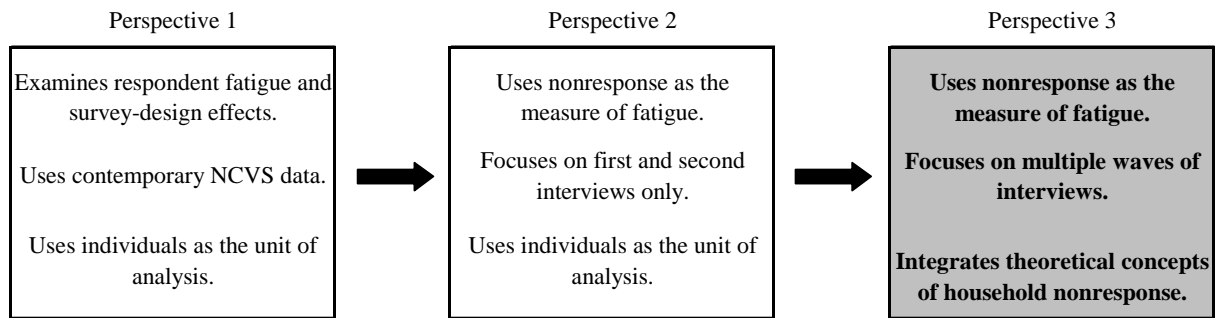 Perspective 1
Examines respondent fatigue and
survey-design effects.
Uses contemporary NCVS data.
Uses individuals as the unit of
analysis.
Perspective 2
Uses nonresponse as the
measure of fatigue.
Focuses on first and second
interviews only.
Uses individuals as the unit of
analysis.
Perspective 3
Uses nonresponse as the
measure of fatigue.
Focuses on multiple waves of
interviews.
Integrates theoretical concepts
of household nonresponse.